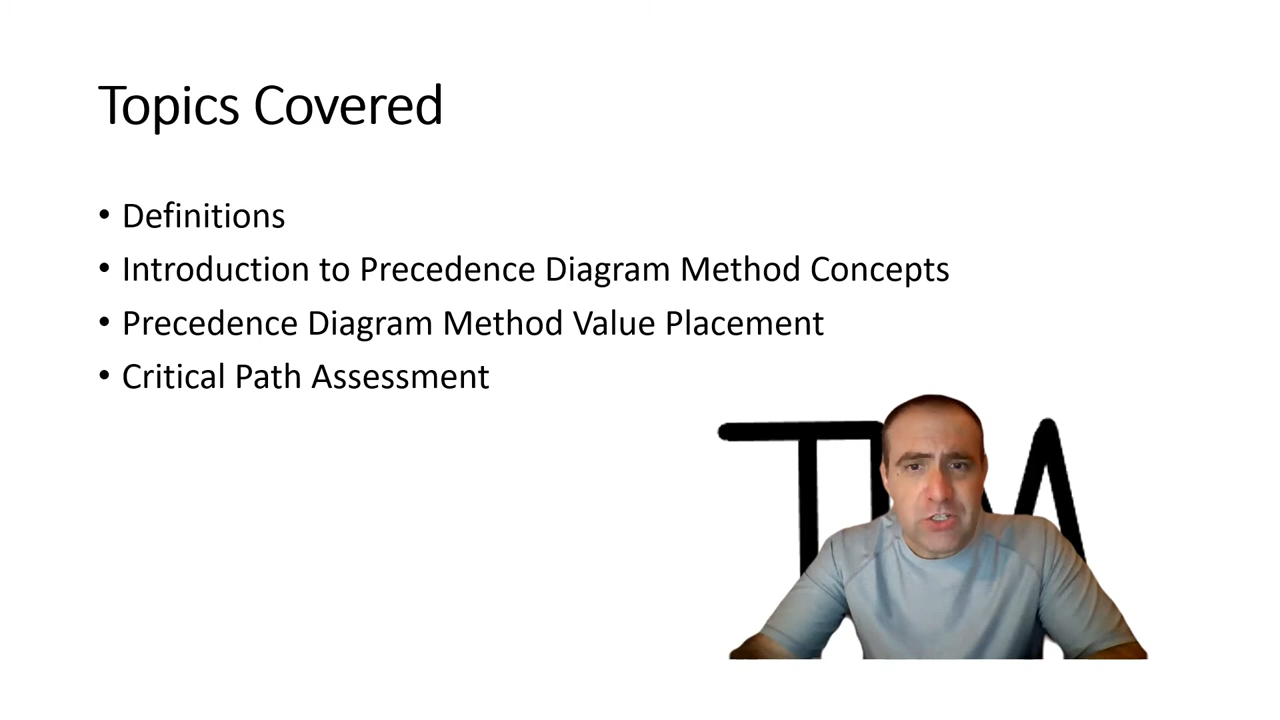 Topics Covered
• Definitions
• Introduction to Precedence Diagram Method Concepts
• Precedence Diagram Method Value Placement
• Critical Path Assessment